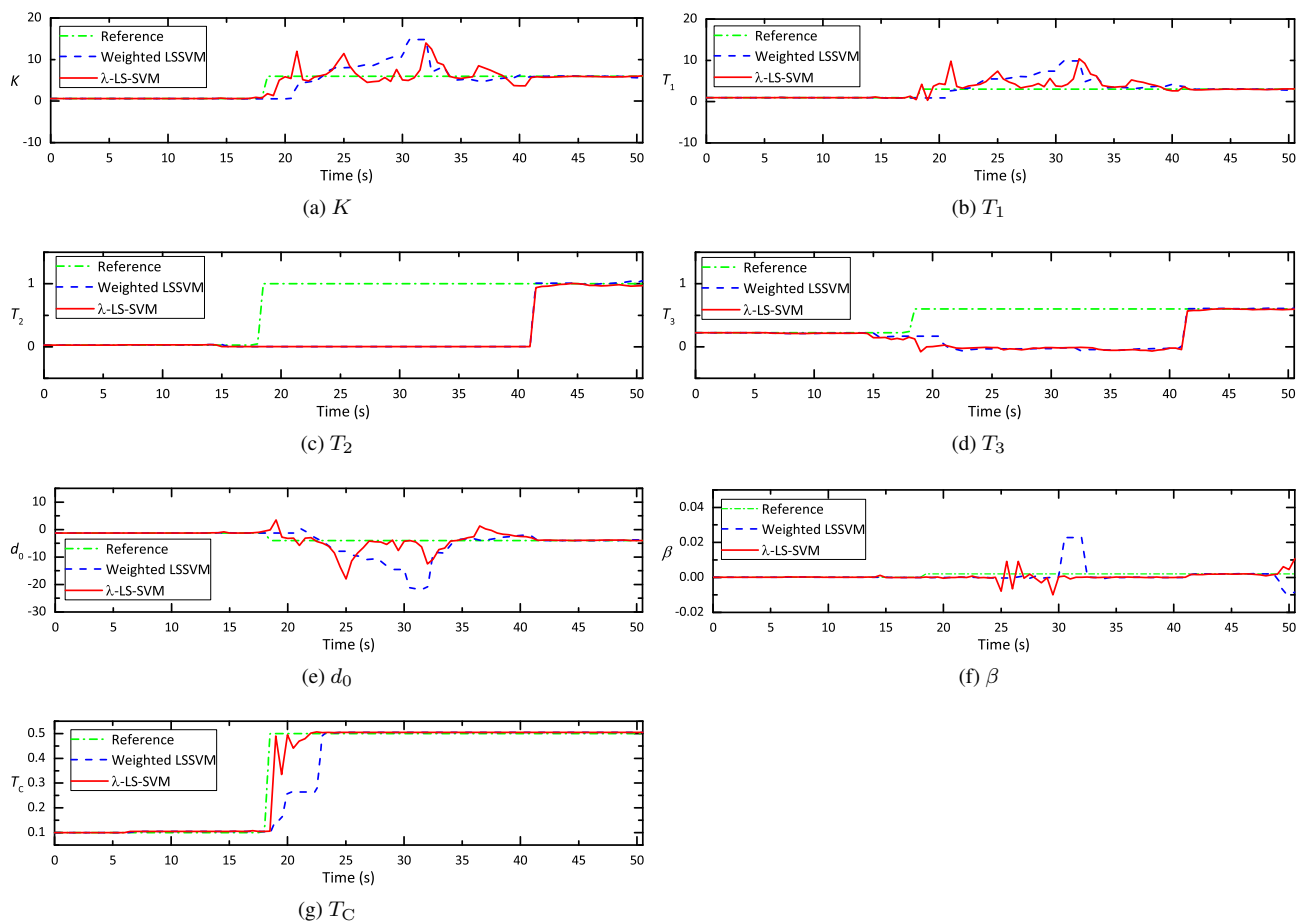 20
10
0
-10
K
Reference
Weighted LSSVM
λ-LS-SVM
0 5 10 15 20 25 30 35 40 45 50
Time (s)
(a) K
20
10
0
-10
T1
Reference
Weighted LSSVM
λ-LS-SVM
0 5 10 15 20 25 30 35 40 45 50
Time (s)
(b) T1
1
0
T2
Reference
Weighted LSSVM
λ-LS-SVM
0 5 10 15 20 25 30 35 40 45 50
Time (s)
(c) T2
1
0
T3
Reference
Weighted LSSVM
λ-LS-SVM
0 5 10 15 20 25 30 35 40 45 50
Time (s)
(d) T3
10
0
-10
-20
-30
d0
Reference
Weighted LSSVM
λ-LS-SVM
0 5 10 15 20 25 30 35 40 45 50
Time (s)
(e) d0
0.04
0.02
0.00
-0.02
β
Reference
Weighted LSSVM
λ-LS-SVM
0 5 10 15 20 25 30 35 40 45 50
Time (s)
(f) β
0.5
0.4
0.3
0.2
0.1
TC
Reference
Weighted LSSVM
λ-LS-SVM
0 5 10 15 20 25 30 35 40 45 50
Time (s)
(g) TC